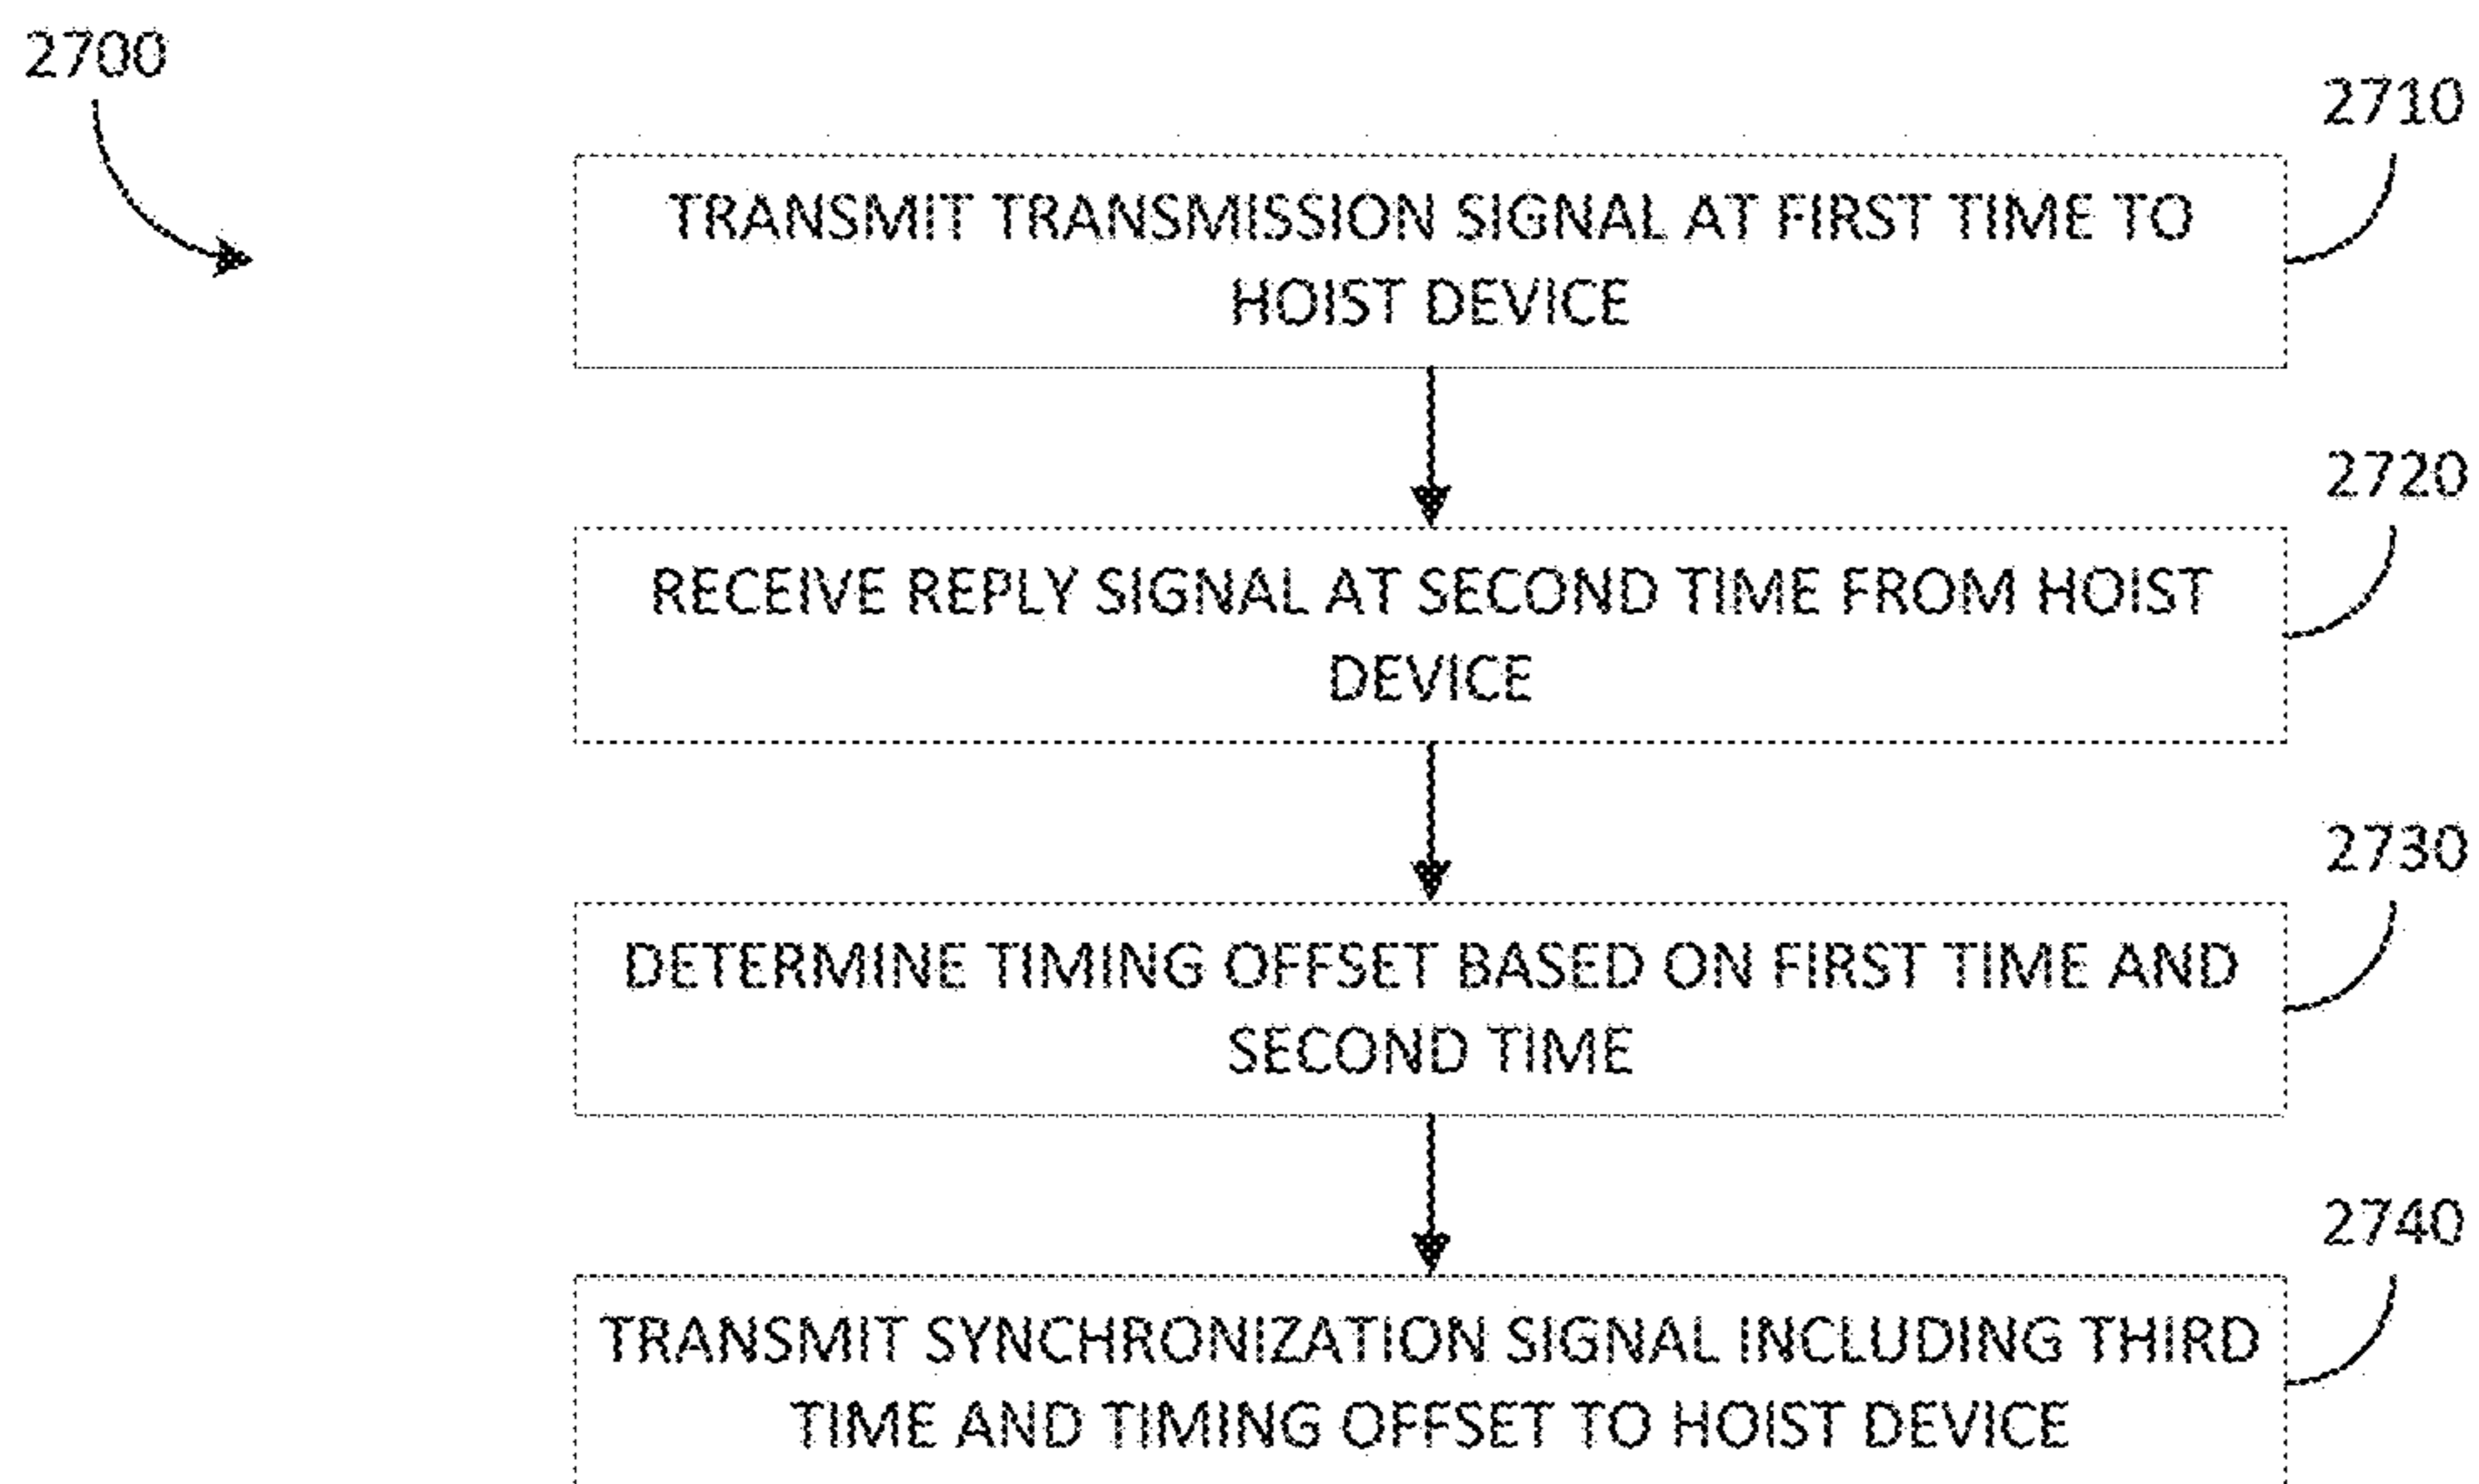 2700
2710
TRANSMIT TRANSMISSION SIGNAL AT FIRST TIME TO
HOIST DEVICE
2720
RECEIVE REPLY SIGNAL AT SECOND TIME FROM HOIST
DEVICE
2730
DETERMINE TIMING OFFSET BASED ON FIRST TIME AND
SECOND TIME
2740
TRANSMIT SYNCHRONIZATION SIGNAL INCLUDING THIRD
TIME AND TIMING OFFSET TO HOIST DEVICE